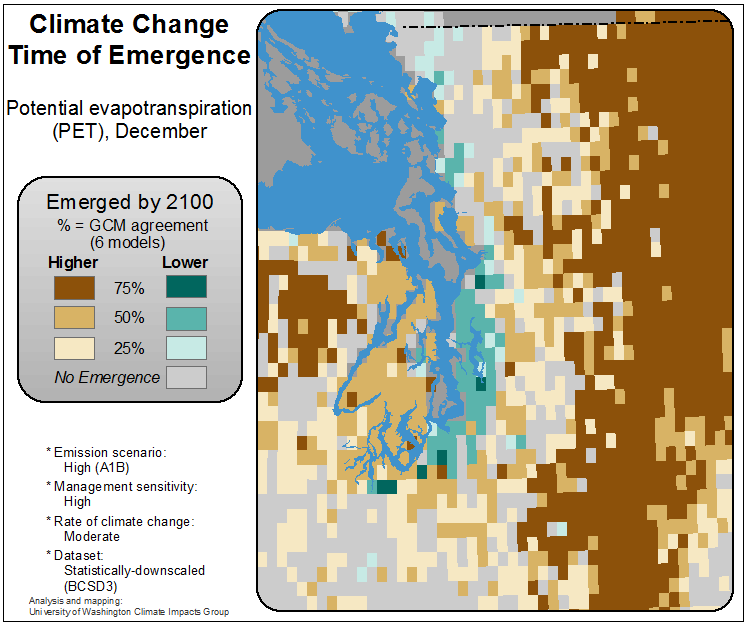 Climate Change
Time of Emergence
Potential evapotranspiration
(PET), December
Emerged by 2100
% = GCM agreement
(6 models)
Higher Lower
75%
50%
25%
No Emergence
* Emission scenario:
High (A1B)
* Management sensitivity:
High
* Rate of climate change:
Moderate
* Dataset:
Statistically-downscaled
(BCSD3)
Analysis and mapping:
University of Washington Climate Impacts Group